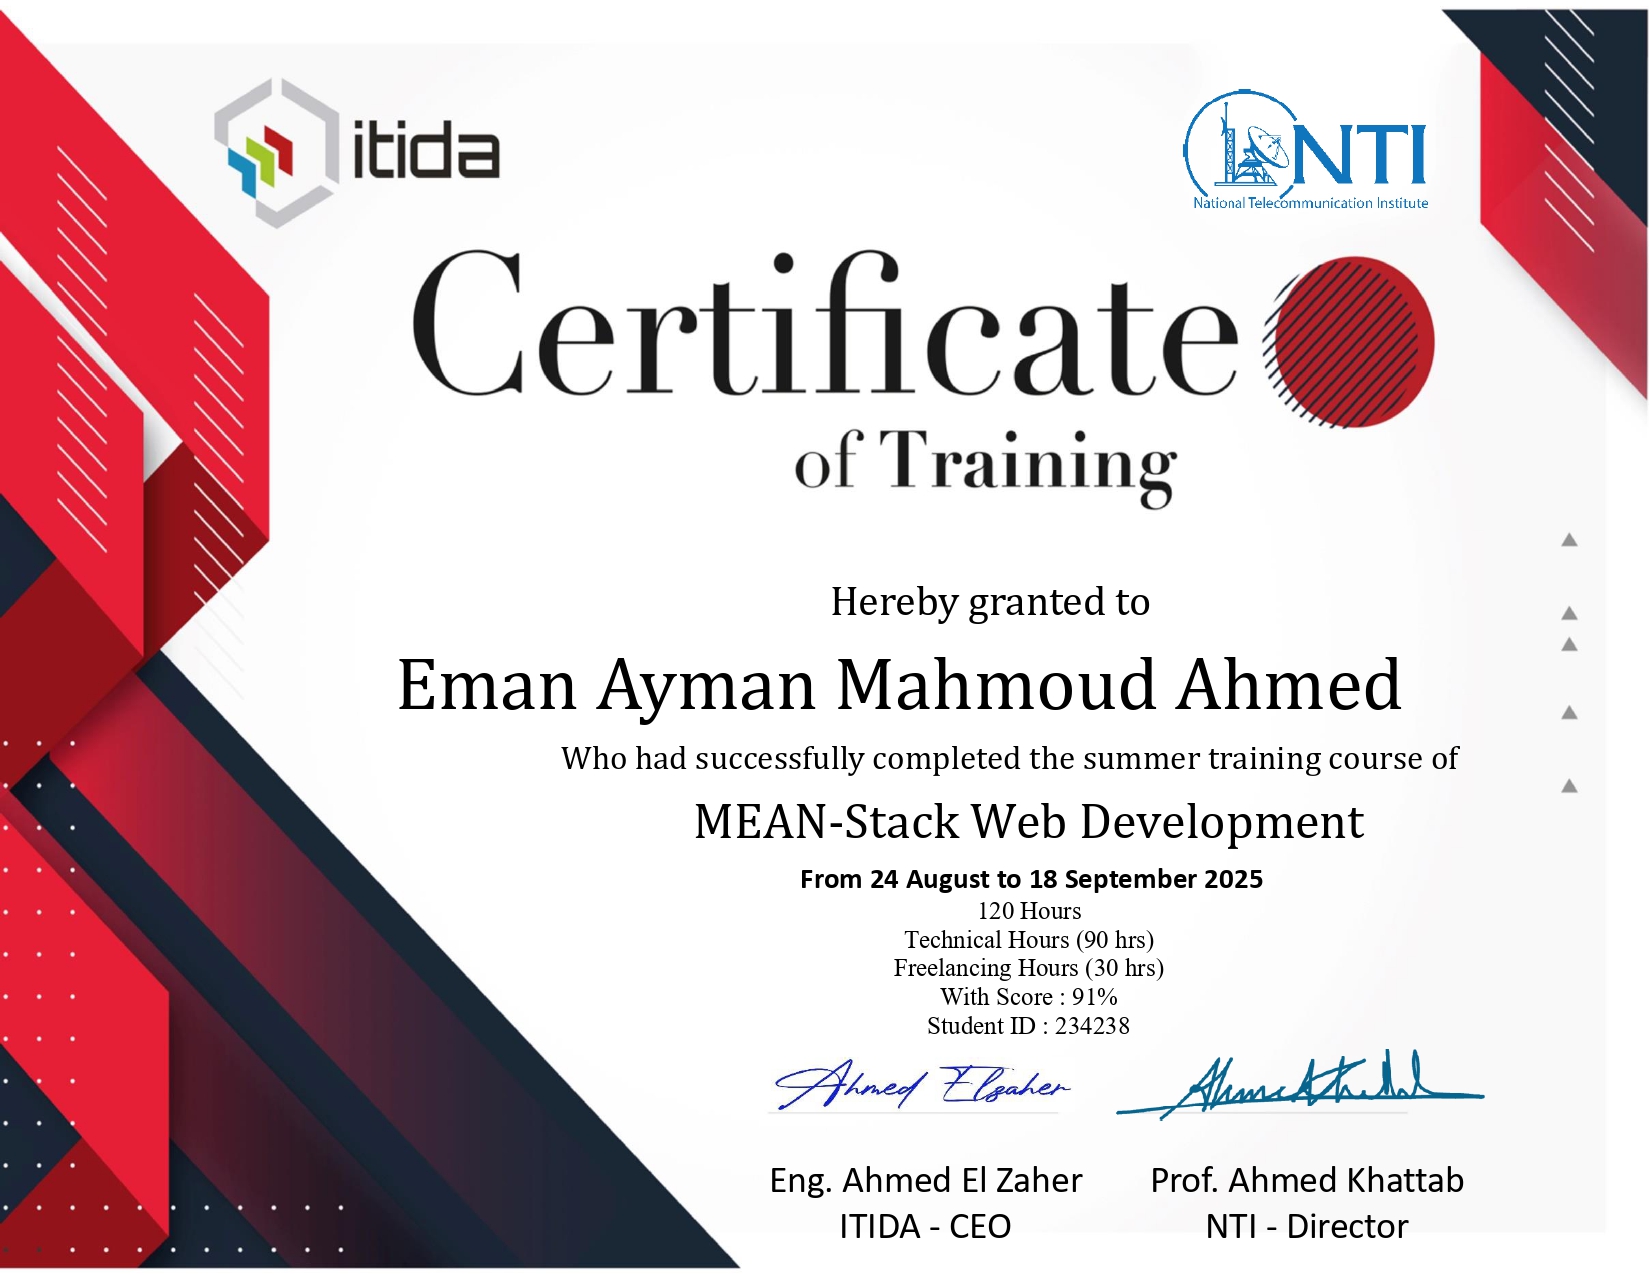 itida
NTI
National Telecommunication Institute
Certificate
of Training
Hereby granted to
Eman Ayman Mahmoud Ahmed
Who had successfully completed the summer training course of
MEAN-Stack Web Development
From 24 August to 18 September 2025
120 Hours
Technical Hours (90 hrs)
Freelancing Hours (30 hrs)
With Score : 91%
Student ID : 234238
Ahmed Elzaher
Eng. Ahmed El Zaher
ITIDA - CEO
Prof. Ahmed Khattab
NTI - Director